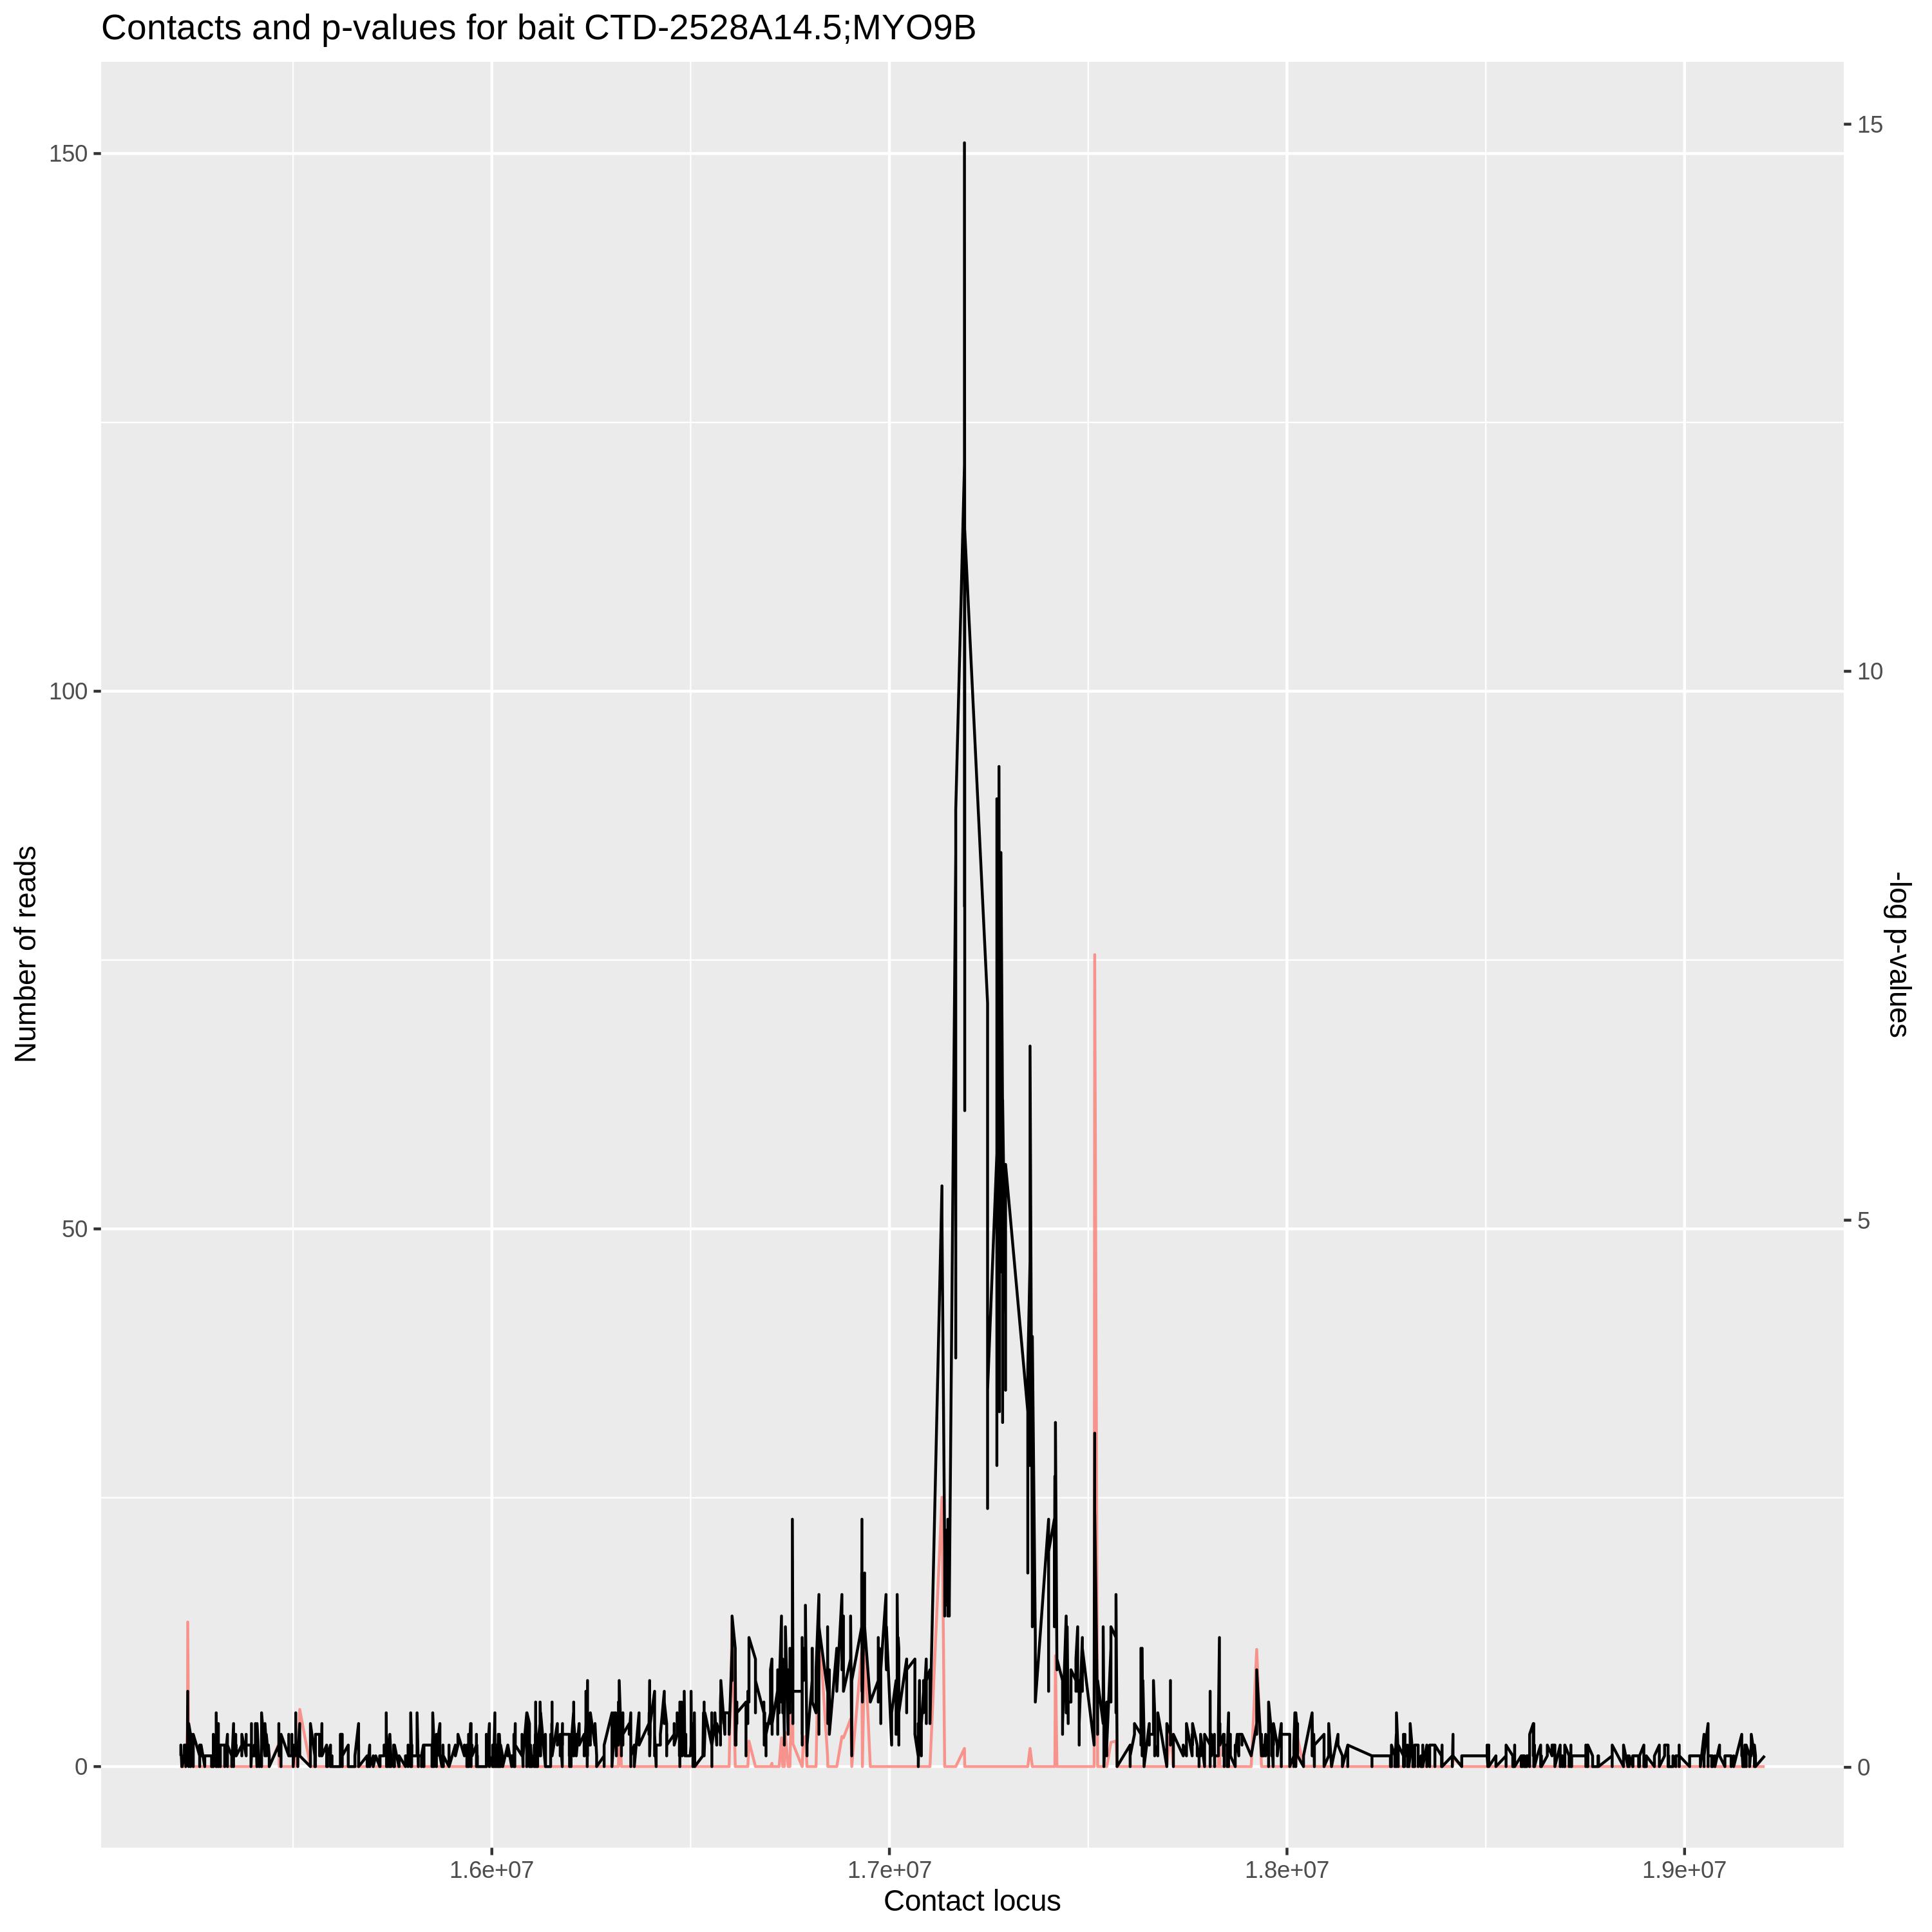 Contacts and p-values for bait CTD-2528A14.5;MYO9B
150
100
50
0
Number of reads
15
10
5
0
-log p-values
1.6e+07 1.7e+07 1.8e+07 1.9e+07
Contact locus